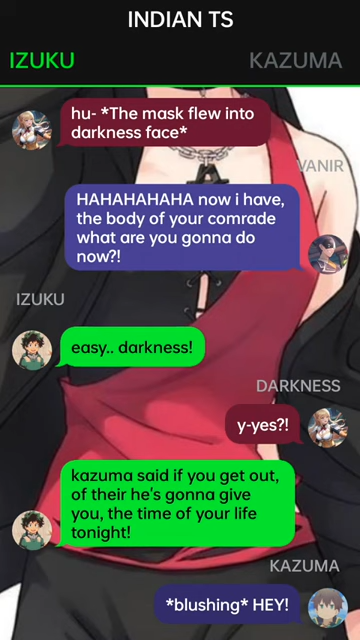 INDIAN TS
IZUKU
KAZUMA
hu- *The mask flew into
darkness face*
VANIR
HAHAHAHAHA now i have,
the body of your comrade
what are you gonna do
now?!
IZUKU
easy.. darkness!
DARKNESS
y-yes?!
kazuma said if you get out,
of their he's gonna give
you, the time of your life
tonight!
KAZUMA
*blushing* HEY!